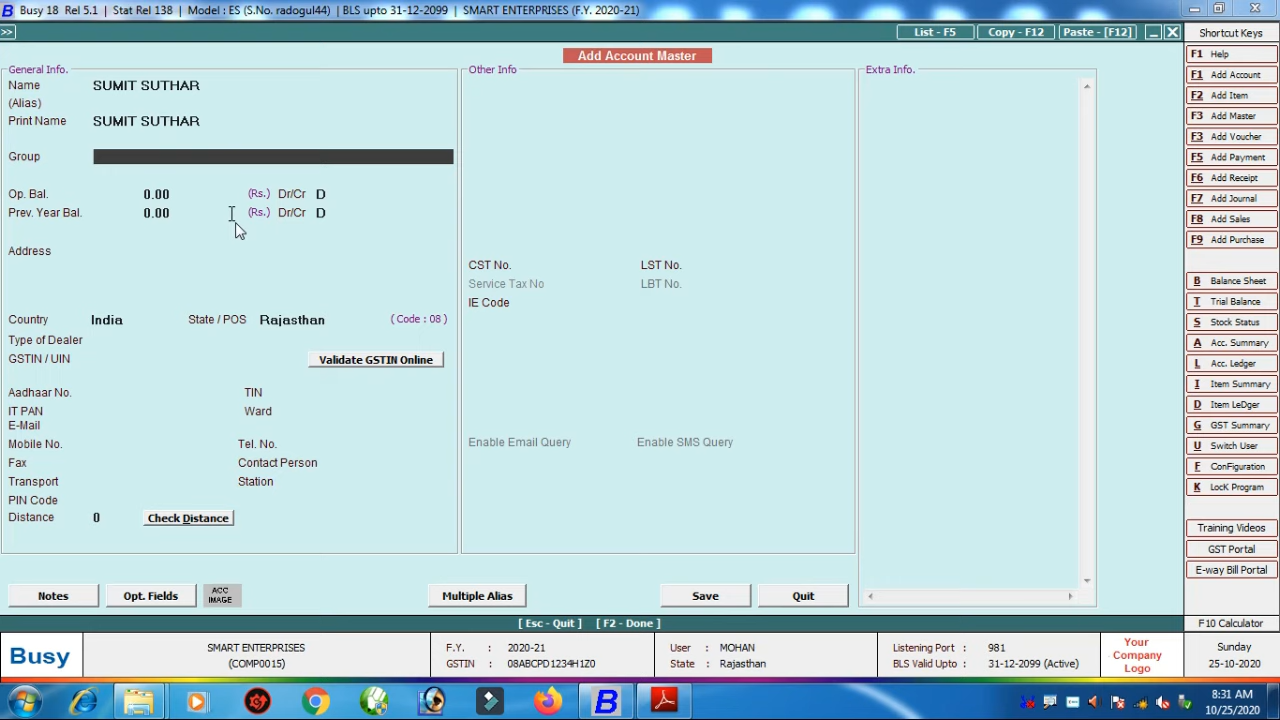 Busy 18 Rel 5.1 | Stat Rel 138 | Model : ES (S.No. radogul44) | BLS upto 31-12-2099 | SMART ENTERPRISES (F.Y. 2020-21)
>> List - F5 Copy - F12 Paste - [F12]
Add Account Master
General Info.
Name SUMIT SUTHAR
(Alias)
Print Name SUMIT SUTHAR
Group
Op. Bal. 0.00 (Rs.) Dr/Cr D
Prev. Year Bal. 0.00 (Rs.) Dr/Cr D
Address
Country India State / POS Rajasthan ( Code : 08 )
Type of Dealer
GSTIN / UIN Validate GSTIN Online
Aadhaar No. TIN
IT PAN Ward
E-Mail
Mobile No. Tel. No.
Fax Contact Person
Transport Station
PIN Code
Distance 0 Check Distance
Other Info
CST No. LST No.
Service Tax No LBT No.
IE Code
Enable Email Query Enable SMS Query
Extra Info.
Notes Opt. Fields ACC IMAGE Multiple Alias Save Quit
[ Esc - Quit ] [ F2 - Done ]
Shortcut Keys
F1 Help
F1 Add Account
F2 Add Item
F3 Add Master
F3 Add Voucher
F5 Add Payment
F6 Add Receipt
F7 Add Journal
F8 Add Sales
F9 Add Purchase
B Balance Sheet
T Trial Balance
S Stock Status
A Acc. Summary
L Acc. Ledger
I Item Summary
D Item LeDger
G GST Summary
U Switch User
F ConFiguration
K LocK Program
Training Videos
GST Portal
E-way Bill Portal
F10 Calculator
Busy
SMART ENTERPRISES
(COMP0015)
F.Y. : 2020-21
GSTIN : 08ABCPD1234H1Z0
User : MOHAN
State : Rajasthan
Listening Port : 981
BLS Valid Upto : 31-12-2099 (Active)
Your
Company
Logo
Sunday
25-10-2020
8:31 AM
10/25/2020